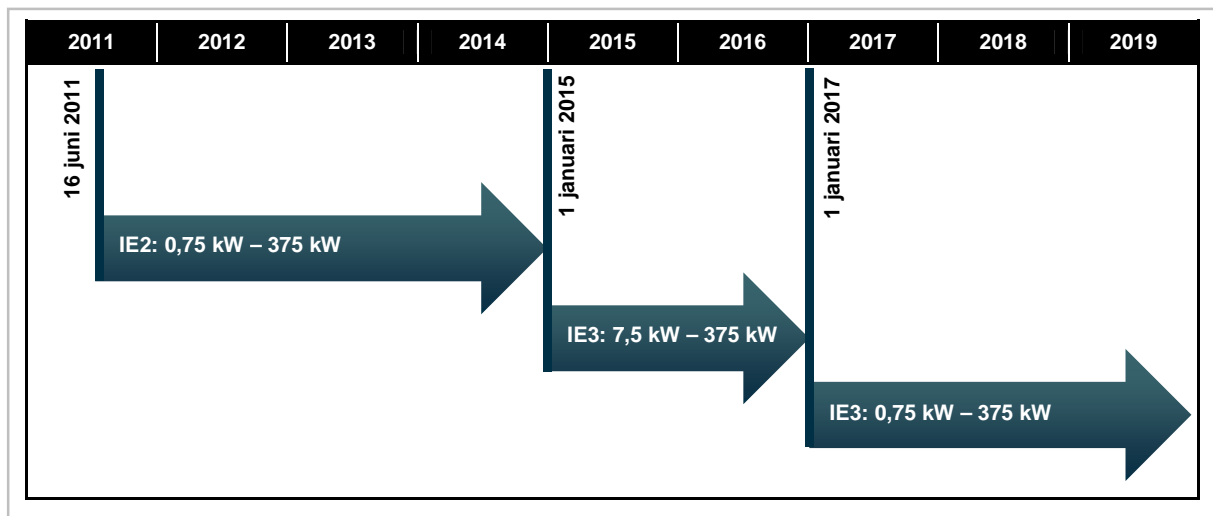 2011 2012 2013 2014 2015 2016 2017 2018 2019
16 juni 2011
1 januari 2015
1 januari 2017
IE2: 0,75 kW – 375 kW
IE3: 7,5 kW – 375 kW
IE3: 0,75 kW – 375 kW